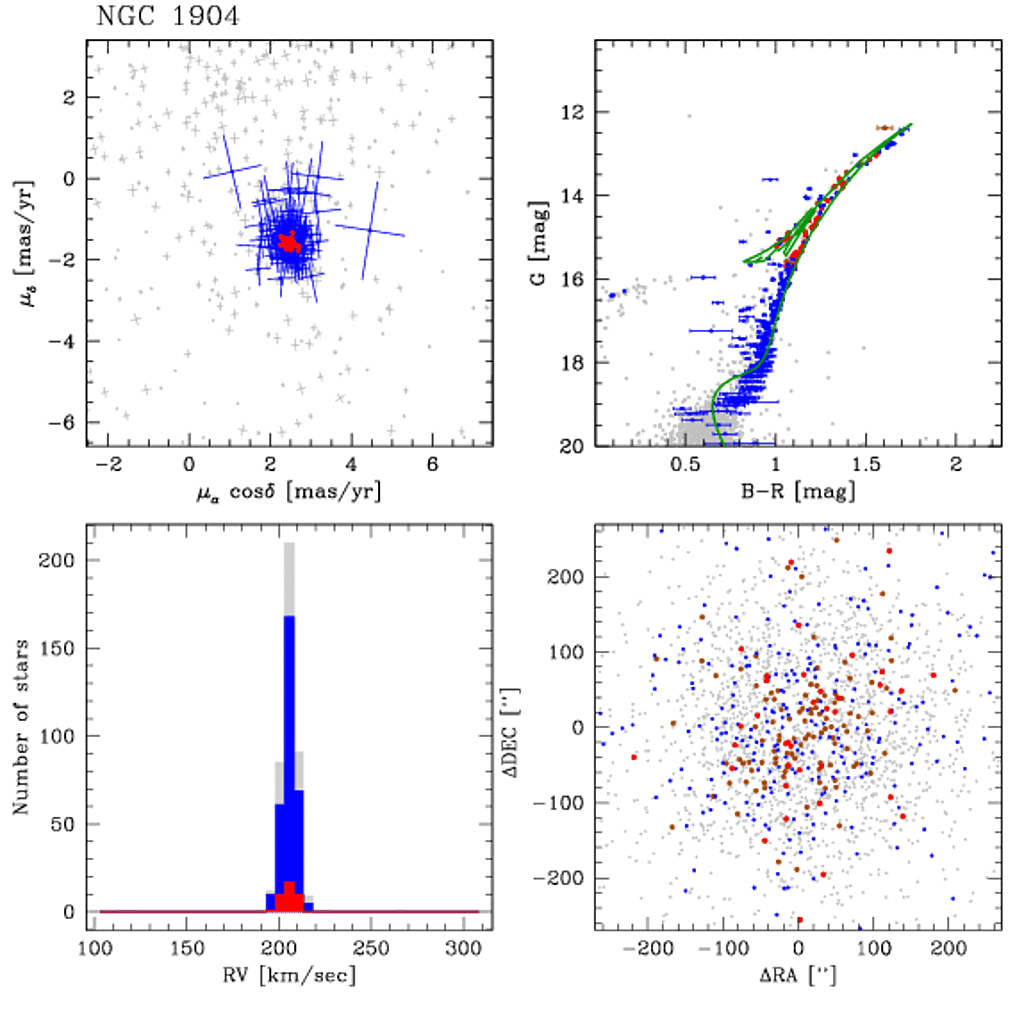 NGC 1904
2
0
−2
−4
−6
μδ [mas/yr]
−2 0 2 4 6
μα cosδ [mas/yr]
12
14
16
18
20
G [mag]
0.5 1 1.5 2
B−R [mag]
200
150
100
50
0
Number of stars
100 150 200 250 300
RV [km/sec]
200
100
0
−100
−200
ΔDEC [″]
−200 −100 0 100 200
ΔRA [″]